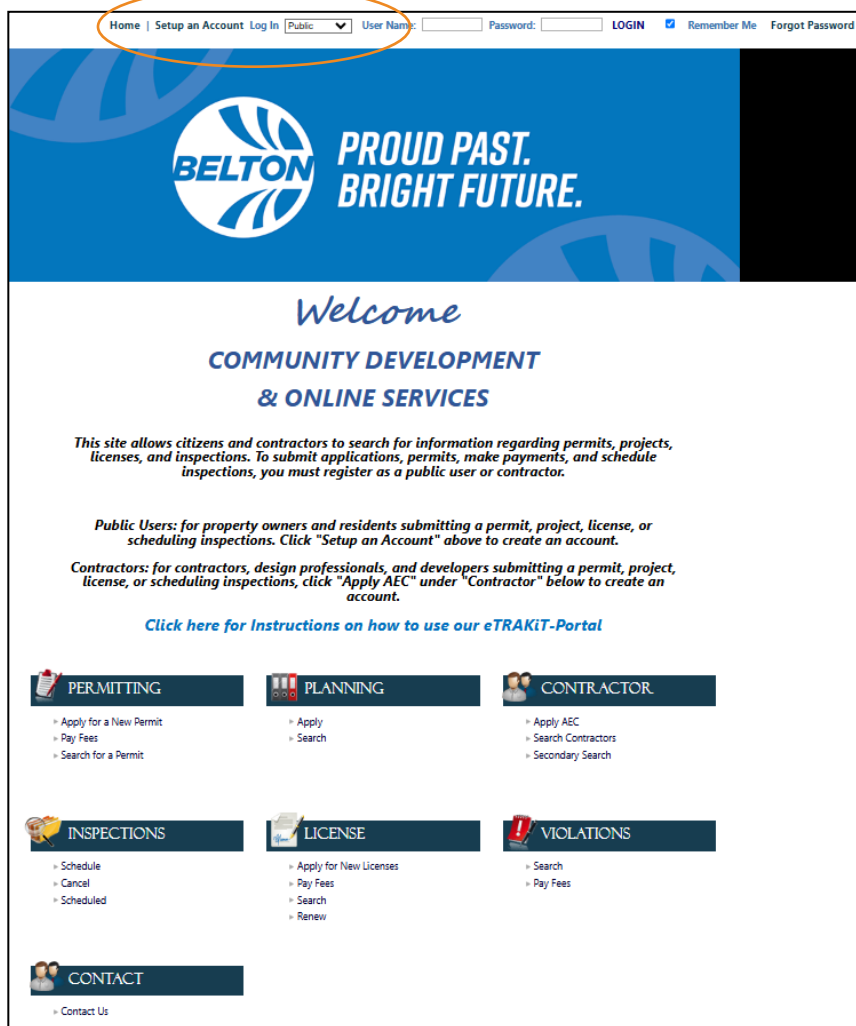 Home | Setup an Account Log In Public User Name: Password: LOGIN Remember Me Forgot Password
BELTON
PROUD PAST.
BRIGHT FUTURE.
Welcome
COMMUNITY DEVELOPMENT
& ONLINE SERVICES
This site allows citizens and contractors to search for information regarding permits, projects,
licenses, and inspections. To submit applications, permits, make payments, and schedule
inspections, you must register as a public user or contractor.
Public Users: for property owners and residents submitting a permit, project, license, or
scheduling inspections. Click "Setup an Account" above to create an account.
Contractors: for contractors, design professionals, and developers submitting a permit, project,
license, or scheduling inspections, click "Apply AEC" under "Contractor" below to create an
account.
Click here for Instructions on how to use our eTRAKiT-Portal
PERMITTING
Apply for a New Permit
Pay Fees
Search for a Permit
PLANNING
Apply
Search
CONTRACTOR
Apply AEC
Search Contractors
Secondary Search
INSPECTIONS
Schedule
Cancel
Scheduled
LICENSE
Apply for New Licenses
Pay Fees
Search
Renew
VIOLATIONS
Search
Pay Fees
CONTACT
Contact Us